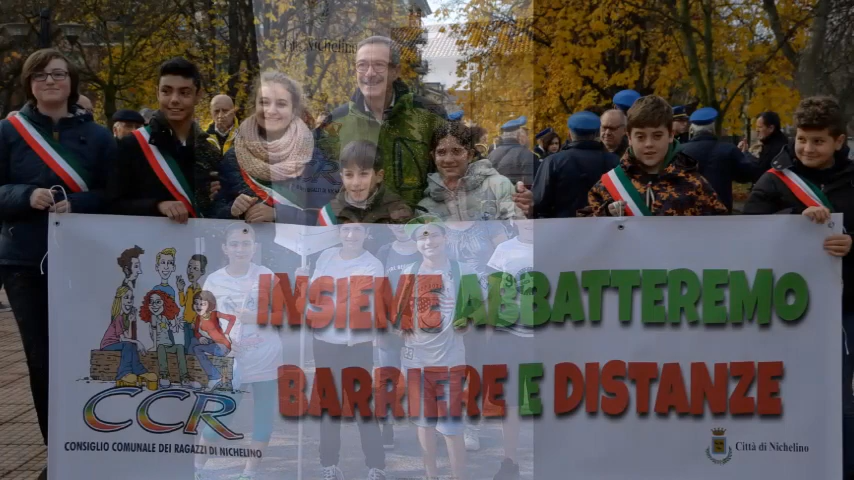 INSIEME ABBATTEREMO
BARRIERE E DISTANZE
CCR
CONSIGLIO COMUNALE DEI RAGAZZI DI NICHELINO
Città di Nichelino